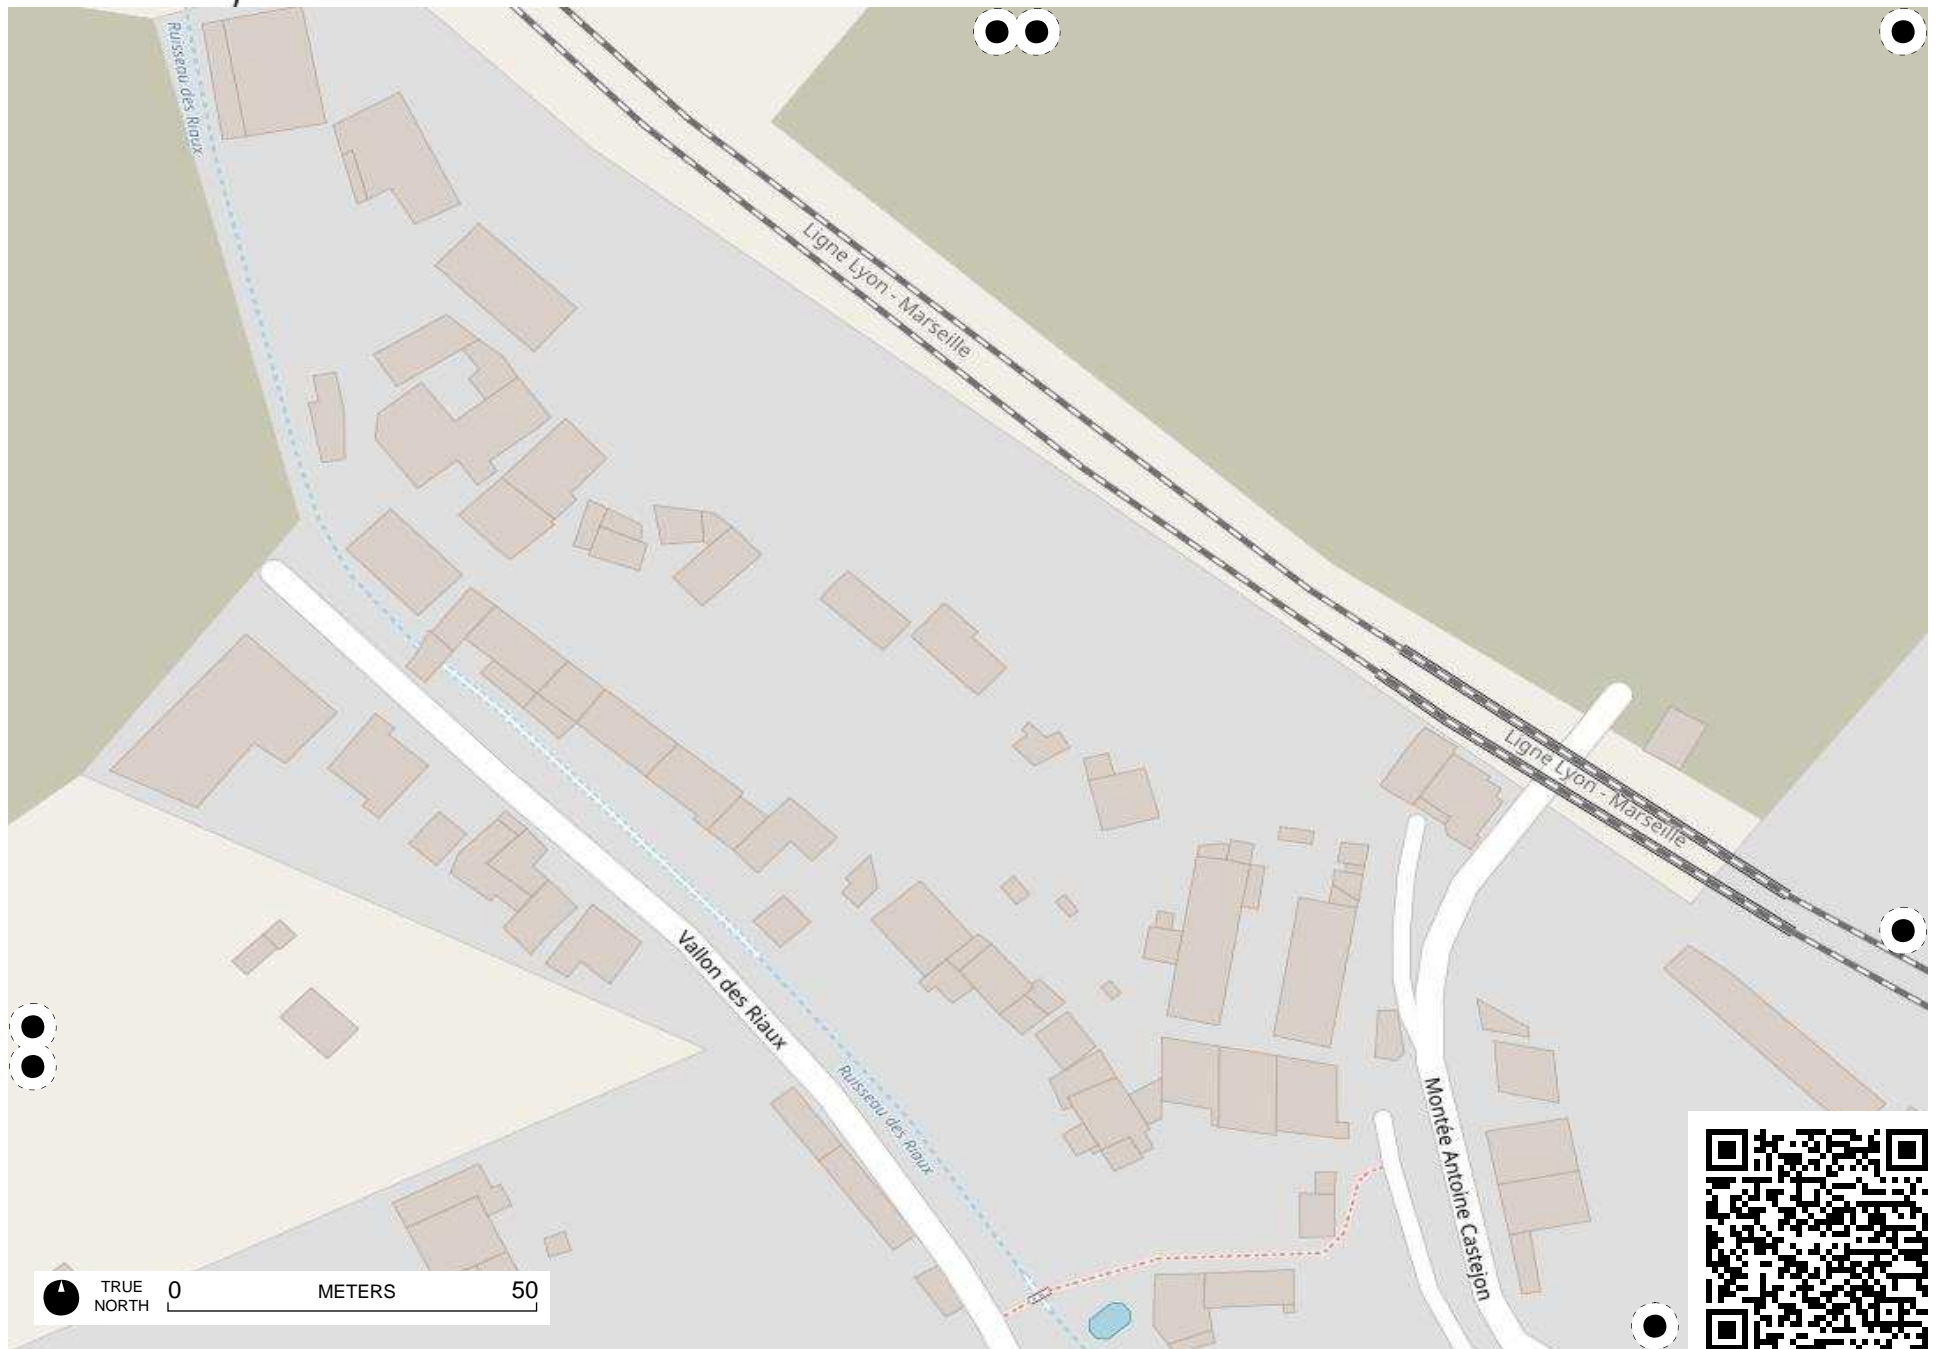 Ruisseau des Riaux
Ligne Lyon - Marseille
Ligne Lyon - Marseille
Vallon des Riaux
Ruisseau des Riaux
Montée Antoine Castejon
TRUE
NORTH
0 METERS 50